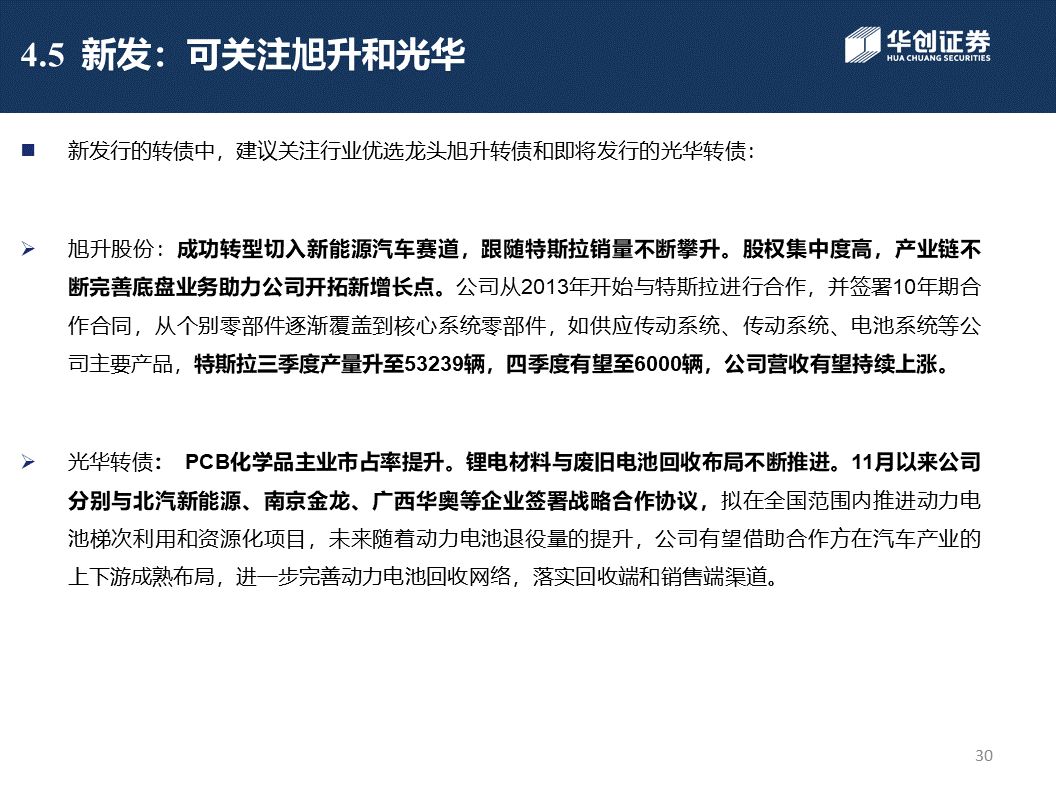 4.5 新发：可关注旭升和光华
华创证券
HUA CHUANG SECURITIES
新发行的转债中，建议关注行业优选龙头旭升转债和即将发行的光华转债：
旭升股份：成功转型切入新能源汽车赛道，跟随特斯拉销量不断攀升。股权集中度高，产业链不
断完善底盘业务助力公司开拓新增长点。公司从2013年开始与特斯拉进行合作，并签署10年期合
作合同，从个别零部件逐渐覆盖到核心系统零部件，如供应传动系统、传动系统、电池系统等公
司主要产品，特斯拉三季度产量升至53239辆，四季度有望至6000辆，公司营收有望持续上涨。
光华转债： PCB化学品主业市占率提升。锂电材料与废旧电池回收布局不断推进。11月以来公司
分别与北汽新能源、南京金龙、广西华奥等企业签署战略合作协议，拟在全国范围内推进动力电
池梯次利用和资源化项目，未来随着动力电池退役量的提升，公司有望借助合作方在汽车产业的
上下游成熟布局，进一步完善动力电池回收网络，落实回收端和销售端渠道。
30